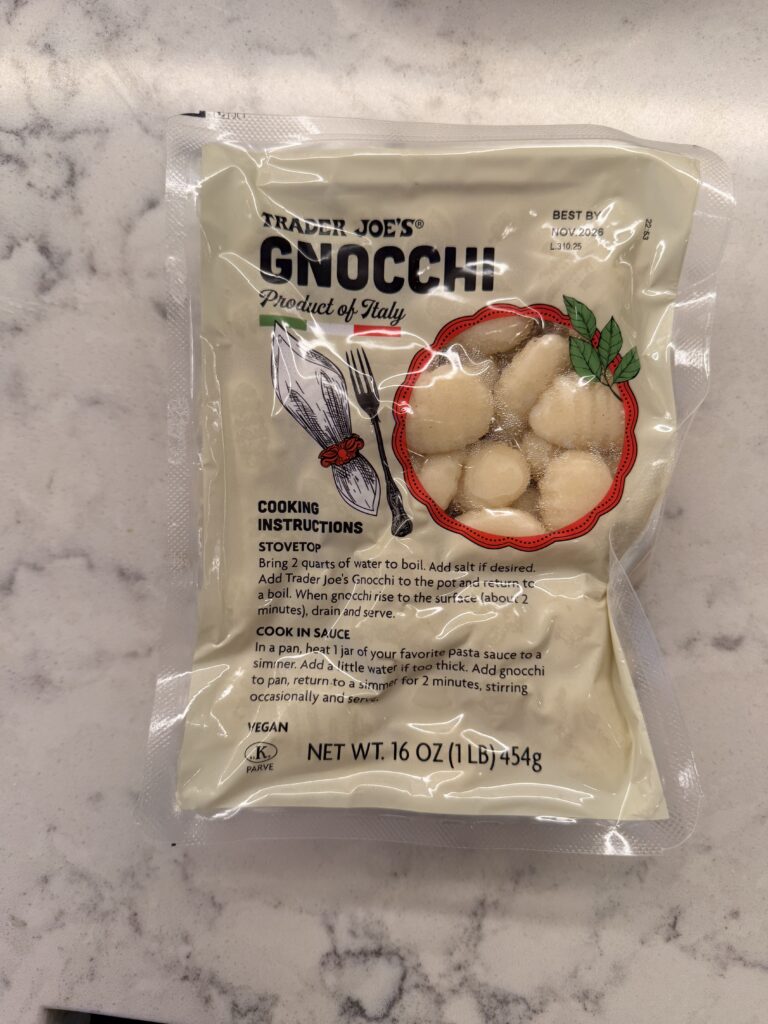 TRADER JOE'S®
GNOCCHI
Product of Italy
BEST BY
NOV.2026
L310.25
22:53
COOKING
INSTRUCTIONS
STOVETOP
Bring 2 quarts of water to boil. Add salt if desired.
Add Trader Joe's Gnocchi to the pot and return to
a boil. When gnocchi rise to the surface (about 2
minutes), drain and serve.
COOK IN SAUCE
In a pan, heat 1 jar of your favorite pasta sauce to a
simmer. Add a little water if too thick. Add gnocchi
to pan, return to a simmer for 2 minutes, stirring
occasionally and serve.
VEGAN
.K.
PARVE
NET WT. 16 OZ (1 LB) 454g